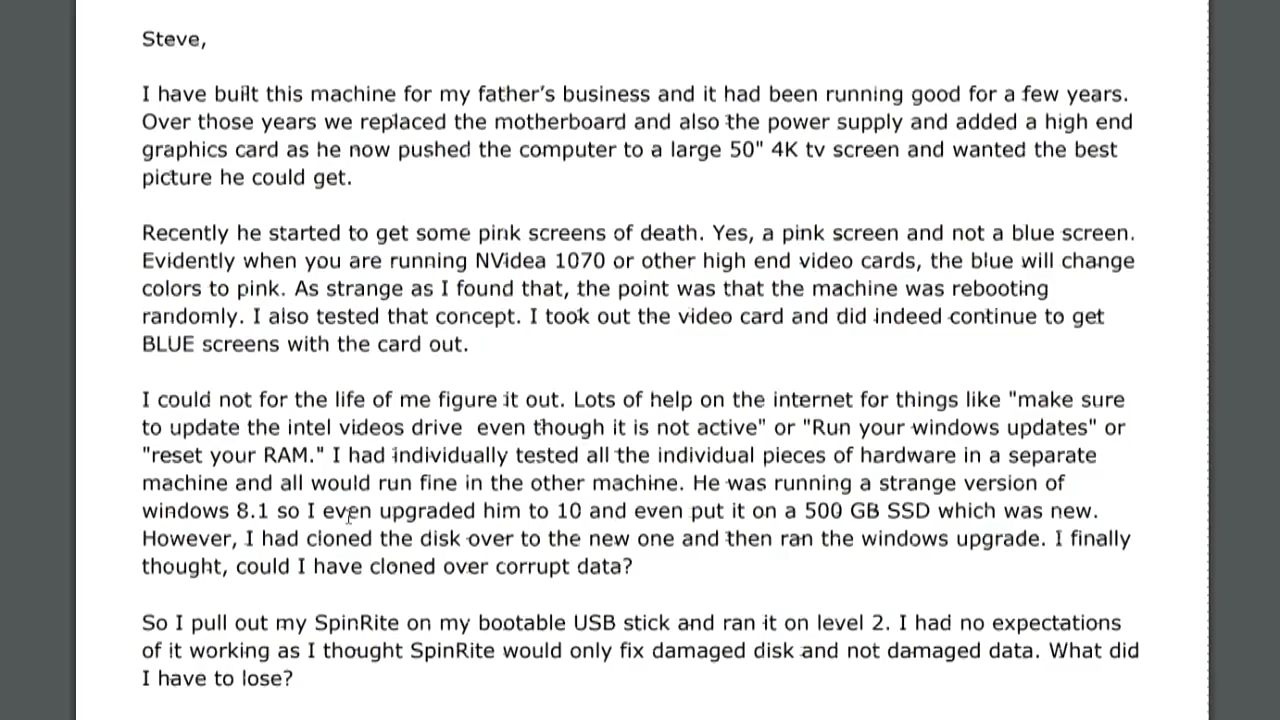 Steve,
I have built this machine for my father's business and it had been running good for a few years.
Over those years we replaced the motherboard and also the power supply and added a high end
graphics card as he now pushed the computer to a large 50" 4K tv screen and wanted the best
picture he could get.
Recently he started to get some pink screens of death. Yes, a pink screen and not a blue screen.
Evidently when you are running NVidea 1070 or other high end video cards, the blue will change
colors to pink. As strange as I found that, the point was that the machine was rebooting
randomly. I also tested that concept. I took out the video card and did indeed continue to get
BLUE screens with the card out.
I could not for the life of me figure it out. Lots of help on the internet for things like "make sure
to update the intel videos drive even though it is not active" or "Run your windows updates" or
"reset your RAM." I had individually tested all the individual pieces of hardware in a separate
machine and all would run fine in the other machine. He was running a strange version of
windows 8.1 so I even upgraded him to 10 and even put it on a 500 GB SSD which was new.
However, I had cloned the disk over to the new one and then ran the windows upgrade. I finally
thought, could I have cloned over corrupt data?
So I pull out my SpinRite on my bootable USB stick and ran it on level 2. I had no expectations
of it working as I thought SpinRite would only fix damaged disk and not damaged data. What did
I have to lose?